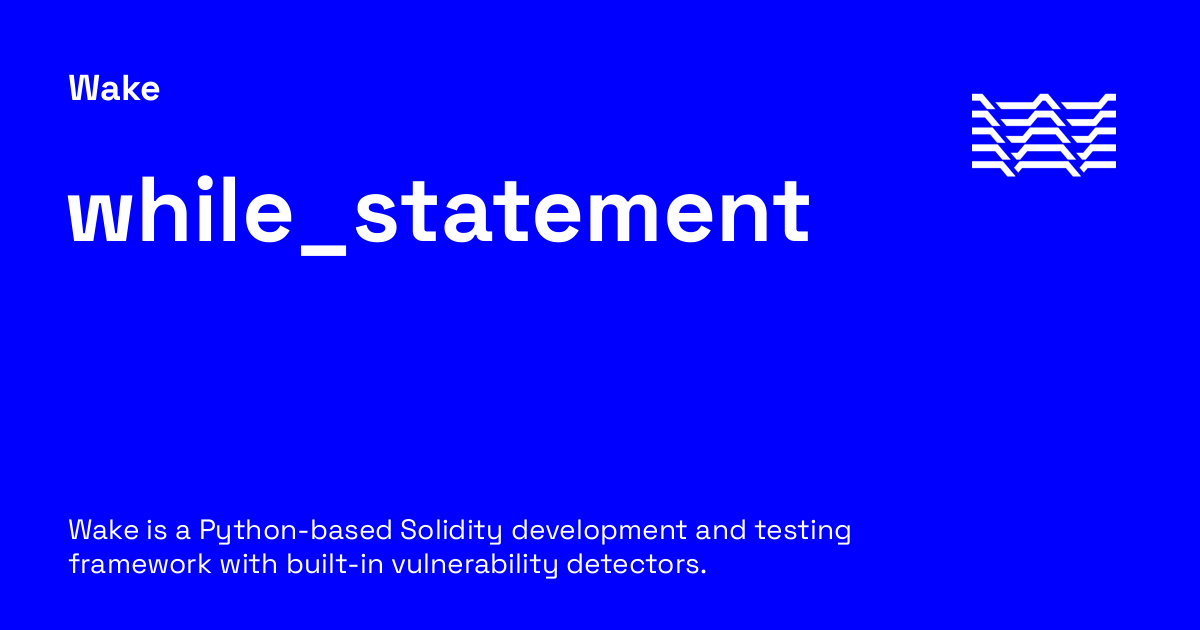 Wake
while_statement
Wake is a Python-based Solidity development and testing
framework with built-in vulnerability detectors.